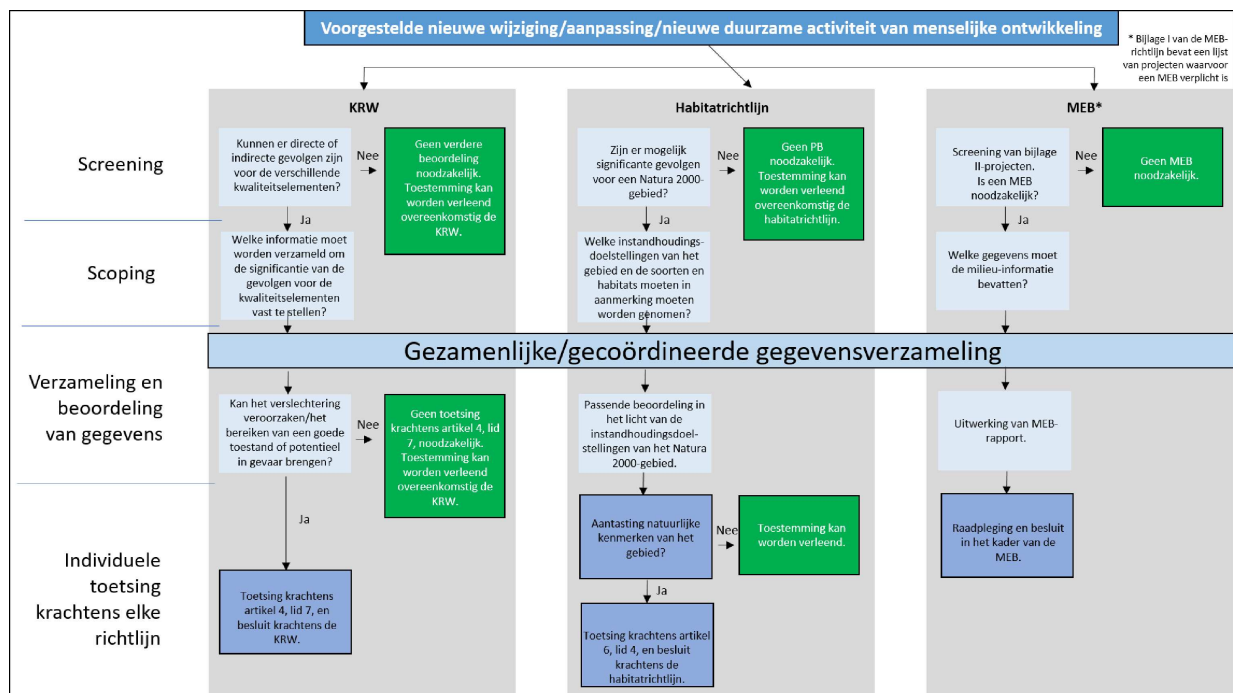 Voorgestelde nieuwe wijziging/aanpassing/nieuwe duurzame activiteit van menselijke ontwikkeling
* Bijlage I van de MEB-
richtlijn bevat een lijst
van projecten waarvoor
een MEB verplicht is
KRW
Habitatrichtlijn
MEB*
Screening
Kunnen er directe of
indirecte gevolgen zijn
voor de verschillende
kwaliteitselementen?
Nee
Geen verdere
beoordeling
noodzakelijk.
Toestemming kan
worden verleend
overeenkomstig de
KRW.
Zijn er mogelijk
significante gevolgen
voor een Natura 2000-
gebied?
Nee
Geen PB
noodzakelijk.
Toestemming kan
worden verleend
overeenkomstig de
habitatrichtlijn.
Screening van bijlage
II-projecten.
Is een MEB
noodzakelijk?
Nee
Geen MEB
noodzakelijk.
Ja
Ja
Ja
Scoping
Welke informatie moet
worden verzameld om
de significantie van de
gevolgen voor de
kwaliteitselementen
vast te stellen?
Welke instandhoudings-
doelstellingen van het
gebied en de soorten en
habitats moeten in
aanmerking moeten
worden genomen?
Welke gegevens moet
de milieu-informatie
bevatten?
Gezamenlijke/gecoördineerde gegevensverzameling
Verzameling en
beoordeling
van gegevens
Kan het verslechtering
veroorzaken/het
bereiken van een goede
toestand of potentieel
in gevaar brengen?
Nee
Geen toetsing
krachtens artikel 4, lid
7, noodzakelijk.
Toestemming kan
worden verleend
overeenkomstig de
KRW.
Passende beoordeling in
het licht van de
instandhoudingsdoel-
stellingen van het Natura
2000-gebied.
Uitwerking van MEB-
rapport.
Ja
Individuele
toetsing
krachtens elke
richtlijn
Aantasting natuurlijke
kenmerken van het
gebied?
Nee
Toestemming kan
worden verleend.
Raadpleging en besluit
in het kader van de
MEB.
Ja
Toetsing krachtens
artikel 4, lid 7, en
besluit krachtens de
KRW.
Toetsing krachtens artikel
6, lid 4, en besluit
krachtens de
habitatrichtlijn.